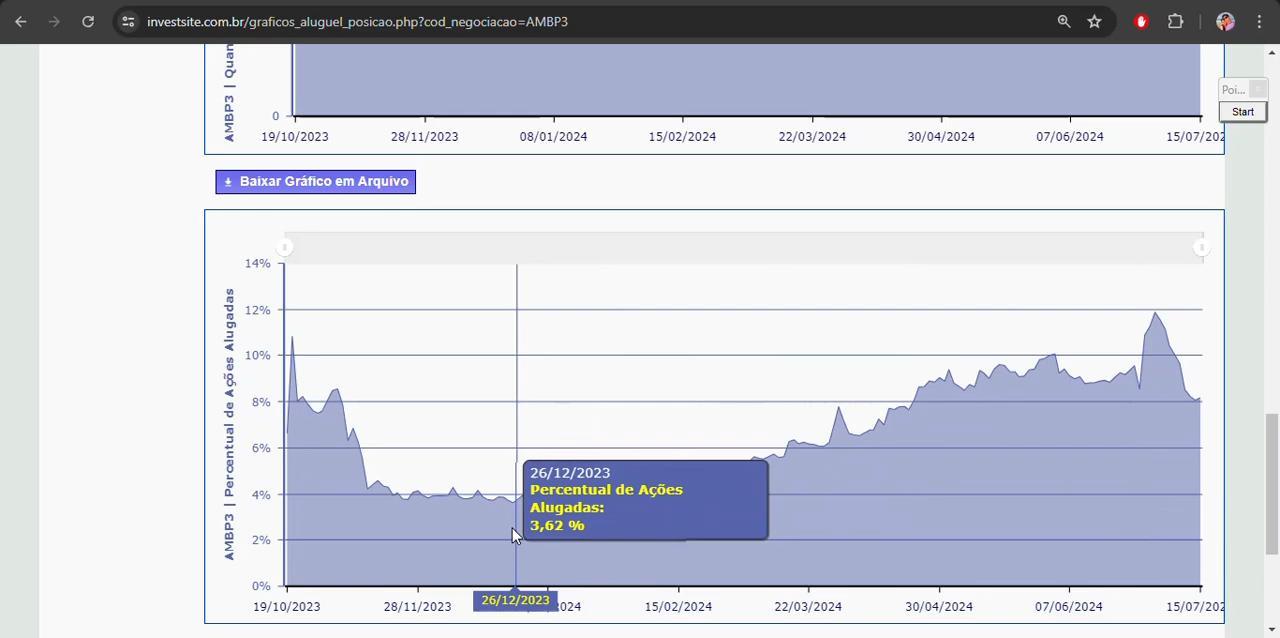 investsite.com.br/graficos_aluguel_posicao.php?cod_negociacao=AMBP3
Poi...
Start
AMBP3 | Quan
0
19/10/2023 28/11/2023 08/01/2024 15/02/2024 22/03/2024 30/04/2024 07/06/2024 15/07/202
Baixar Gráfico em Arquivo
AMBP3 | Percentual de Ações Alugadas
14%
12%
10%
8%
6%
4%
2%
0%
26/12/2023
Percentual de Ações
Alugadas:
3,62 %
26/12/2023
19/10/2023 28/11/2023 2024 15/02/2024 22/03/2024 30/04/2024 07/06/2024 15/07/202